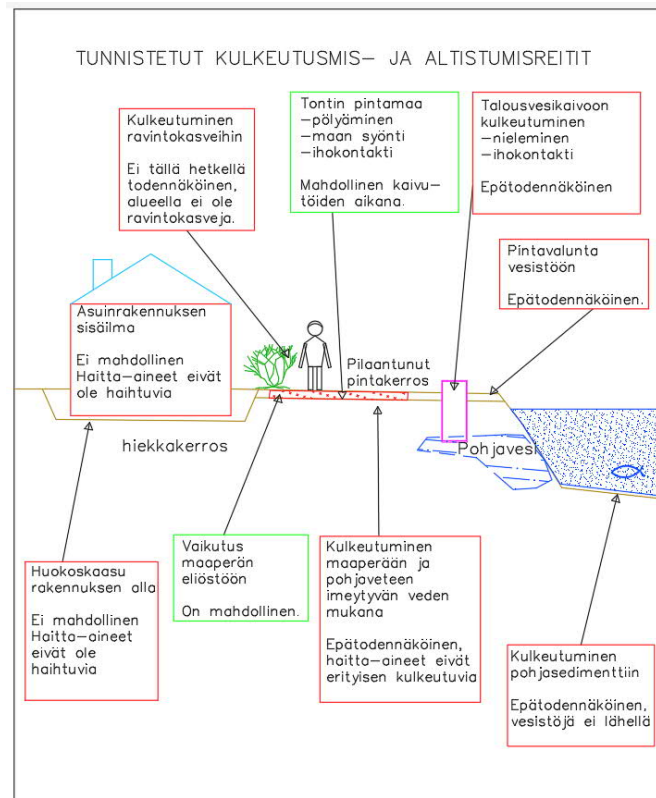 TUNNISTETUT KULKEUTUSMIS- JA ALTISTUMISREITIT
Kulkeutuminen
ravintokasveihin
Ei tällä hetkellä
todennäköinen,
alueella ei ole
ravintokasveja.
Tontin pintamaa
-pölyäminen
-maan syönti
-ihokontakti
Mahdollinen kaivu-
töiden aikana.
Talousvesikaivoon
kulkeutuminen
-nieleminen
-ihokontakti
Epätodennäköinen
Pintavalunta
vesistöön
Epätodennäköinen.
Asuinrakennuksen
sisäilma
Ei mahdollinen
Haitta-aineet eivät
ole haihtuvia
Pilaantunut
pintakerros
hiekkakerros
Pohjavesi
Huokoskaasu
rakennuksen alla
Ei mahdollinen
Haitta-aineet
eivät ole
haihtuvia
Vaikutus
maaperän
eliöstöön
On mahdollinen.
Kulkeutuminen
maaperään ja
pohjaveteen
imeytyvän veden
mukana
Epätodennäköinen,
haitta-aineet eivät
erityisen kulkeutuvia
Kulkeutuminen
pohjasedimenttiin
Epätodennäköinen,
vesistöjä ei lähellä